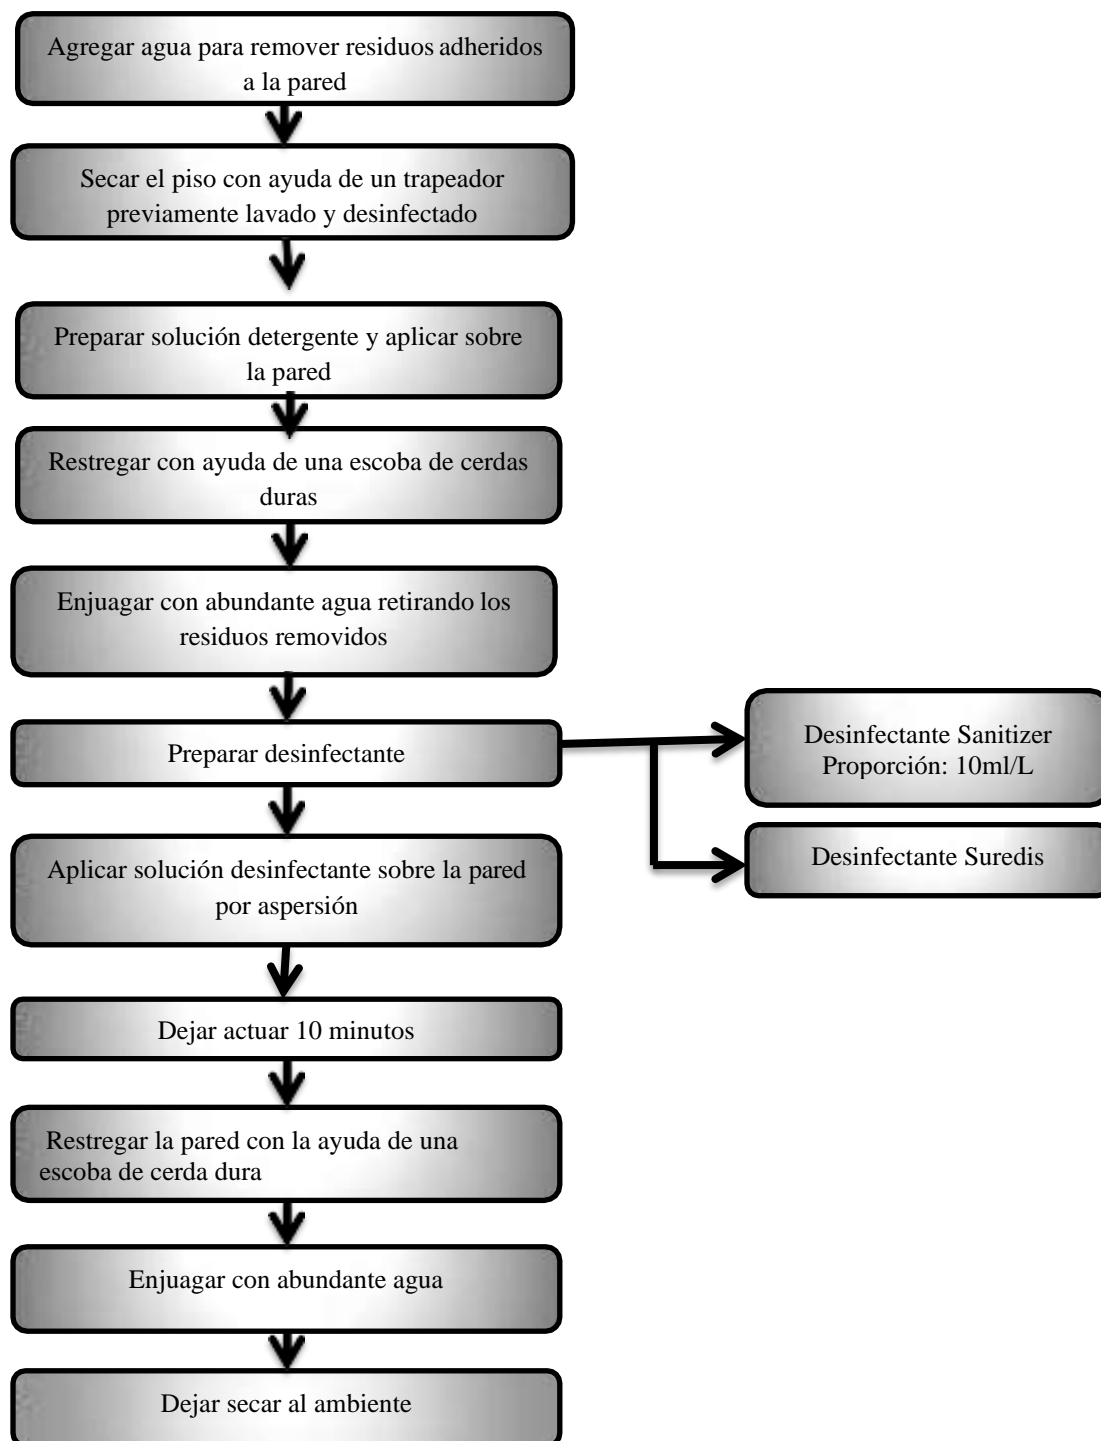 Agregar agua para remover residuos adheridos
a la pared
Secar el piso con ayuda de un trapeador
previamente lavado y desinfectado
Preparar solución detergente y aplicar sobre
la pared
Restregar con ayuda de una escoba de cerdas
duras
Enjuagar con abundante agua retirando los
residuos removidos
Preparar desinfectante
Desinfectante Sanitizer
Proporción: 10ml/L
Desinfectante Suredis
Aplicar solución desinfectante sobre la pared
por aspersión
Dejar actuar 10 minutos
Restregar la pared con la ayuda de una
escoba de cerda dura
Enjuagar con abundante agua
Dejar secar al ambiente